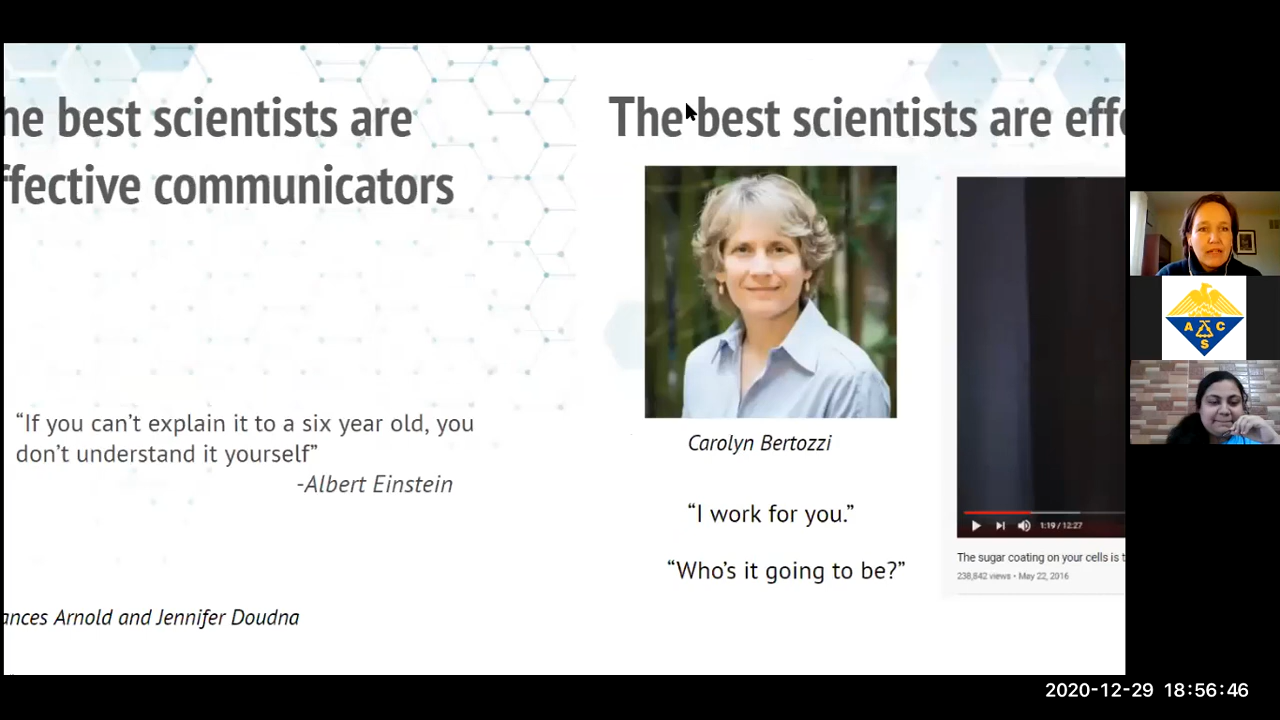 he best scientists are
ffective communicators
“If you can’t explain it to a six year old, you
don’t understand it yourself”
-Albert Einstein
ances Arnold and Jennifer Doudna
The best scientists are effe
Carolyn Bertozzi
“I work for you.”
“Who’s it going to be?”
1:19 / 12:27
The sugar coating on your cells is t
238,842 views • May 22, 2016
A C
S
2020-12-29 18:56:46